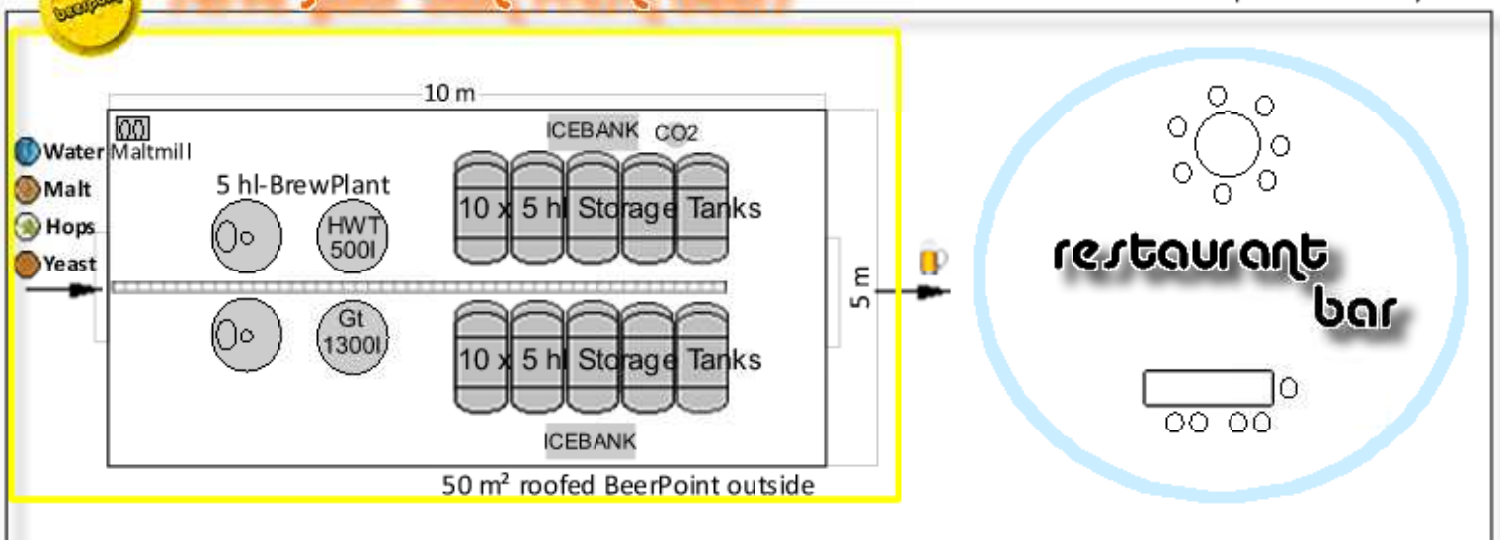 beerpoint
10 m
ICEBANK CO2
Water
Maltmill
Malt
5 hl-BrewPlant
10 x 5 hl Storage Tanks
HWT
500l
Hops
Yeast
restaurant
bar
5 m
Gt
1300l
10 x 5 hl Storage Tanks
ICEBANK
50 m² roofed BeerPoint outside